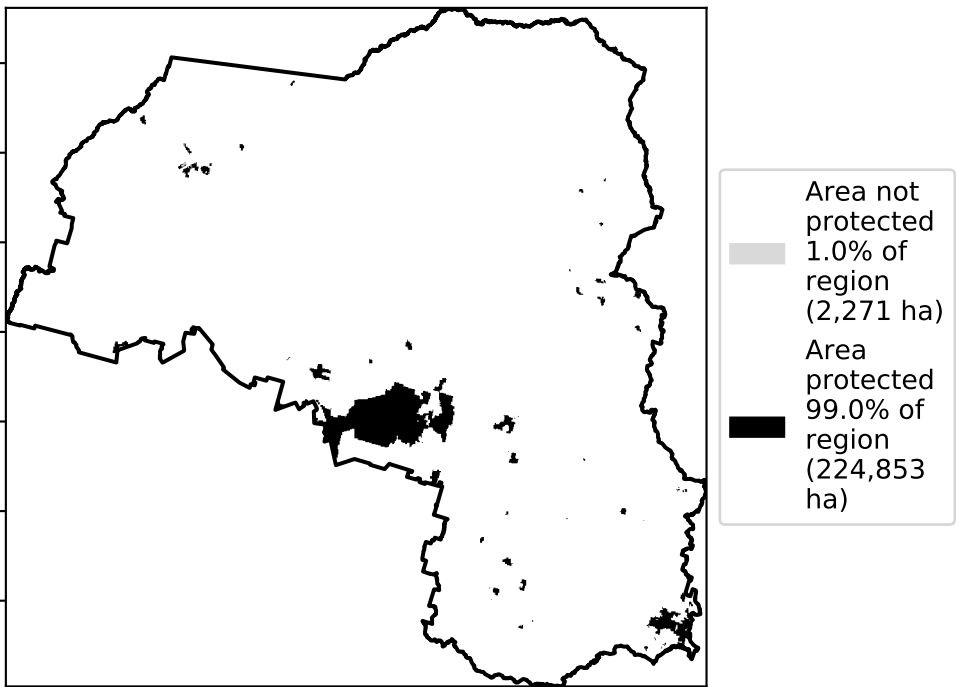 Area not
protected
1.0% of
region
(2,271 ha)
Area
protected
99.0% of
region
(224,853
ha)